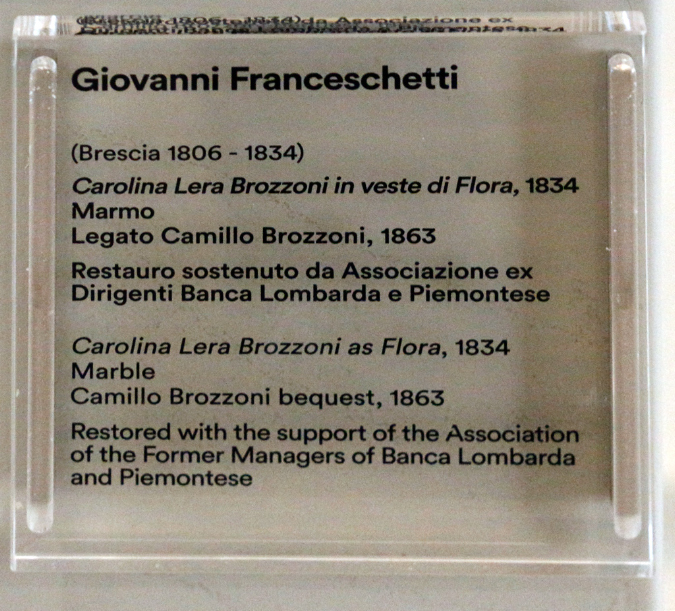 Giovanni Franceschetti
(Brescia 1806 - 1834)
Carolina Lera Brozzoni in veste di Flora, 1834
Marmo
Legato Camillo Brozzoni, 1863
Restauro sostenuto da Associazione ex
Dirigenti Banca Lombarda e Piemontese
Carolina Lera Brozzoni as Flora, 1834
Marble
Camillo Brozzoni bequest, 1863
Restored with the support of the Association
of the Former Managers of Banca Lombarda
and Piemontese